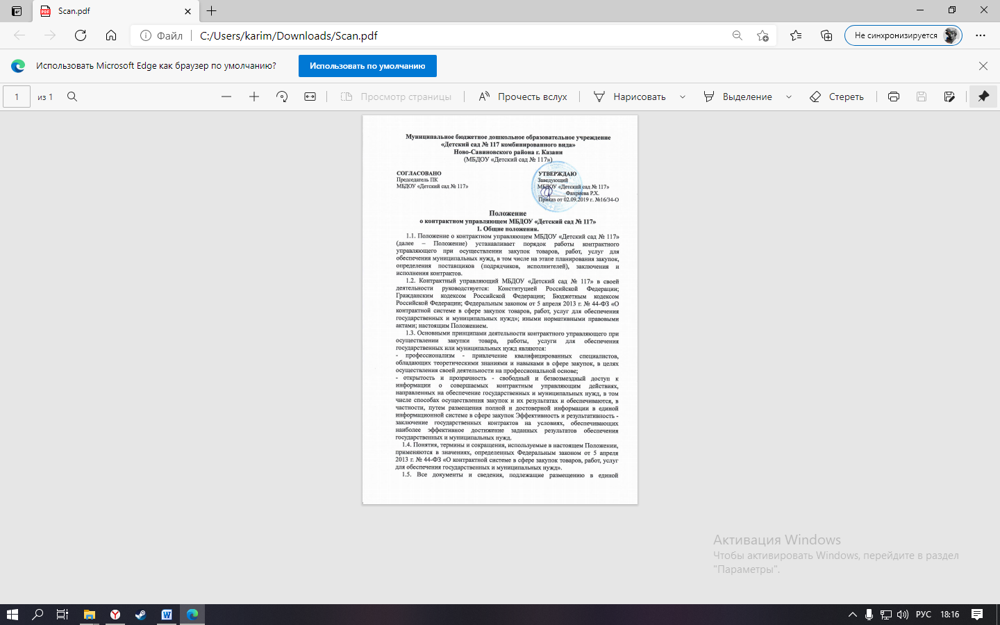 Scan.pdf
Файл
C:/Users/karim/Downloads/Scan.pdf
Не синхронизируется
Использовать Microsoft Edge как браузер по умолчанию?
Использовать по умолчанию
1 из 1
Просмотр страницы
Прочесть вслух
Нарисовать
Выделение
Стереть
Муниципальное бюджетное дошкольное образовательное учреждение
«Детский сад № 117 комбинированного вида»
Ново-Савиновского района г. Казани
(МБДОУ «Детский сад № 117»)
СОГЛАСОВАНО
Председатель ПК
МБДОУ «Детский сад № 117»
УТВЕРЖДАЮ
Заведующий
МБДОУ «Детский сад № 117»
Фахриева Р.Х.
Приказ от 02.09.2019 г. №16/34-О
Положение
о контрактном управляющем МБДОУ «Детский сад № 117»
1. Общие положения.
1.1. Положение о контрактном управляющем МБДОУ «Детский сад № 117»
(далее – Положение) устанавливает порядок работы контрактного
управляющего при осуществлении закупок товаров, работ, услуг для
обеспечения муниципальных нужд, в том числе на этапе планирования закупок,
определения поставщиков (подрядчиков, исполнителей), заключения и
исполнения контрактов.
1.2. Контрактный управляющий МБДОУ «Детский сад № 117» в своей
деятельности руководствуется: Конституцией Российской Федерации;
Гражданским кодексом Российской Федерации; Бюджетным кодексом
Российской Федерации; Федеральным законом от 5 апреля 2013 г. № 44-ФЗ «О
контрактной системе в сфере закупок товаров, работ, услуг для обеспечения
государственных и муниципальных нужд»; иными нормативными правовыми
актами; настоящим Положением.
1.3. Основными принципами деятельности контрактного управляющего при
осуществлении закупки товара, работы, услуги для обеспечения
государственных или муниципальных нужд являются:
- профессионализм - привлечение квалифицированных специалистов,
обладающих теоретическими знаниями и навыками в сфере закупок, в целях
осуществления своей деятельности на профессиональной основе;
- открытость и прозрачность - свободный и безвозмездный доступ к
информации о совершаемых контрактным управляющим действиях,
направленных на обеспечение государственных и муниципальных нужд, в том
числе способах осуществления закупок и их результатах и обеспечиваются, в
частности, путем размещения полной и достоверной информации в единой
информационной системе в сфере закупок Эффективность и результативность -
заключение государственных контрактов на условиях, обеспечивающих
наиболее эффективное достижение заданных результатов обеспечения
государственных и муниципальных нужд.
1.4. Понятия, термины и сокращения, используемые в настоящем Положении,
применяются в значениях, определенных Федеральным законом от 5 апреля
2013 г. № 44-ФЗ «О контрактной системе в сфере закупок товаров, работ, услуг
для обеспечения государственных и муниципальных нужд».
1.5. Все документы и сведения, подлежащие размещению в единой
Активация Windows
Чтобы активировать Windows, перейдите в раздел
"Параметры".
РУС
18:16